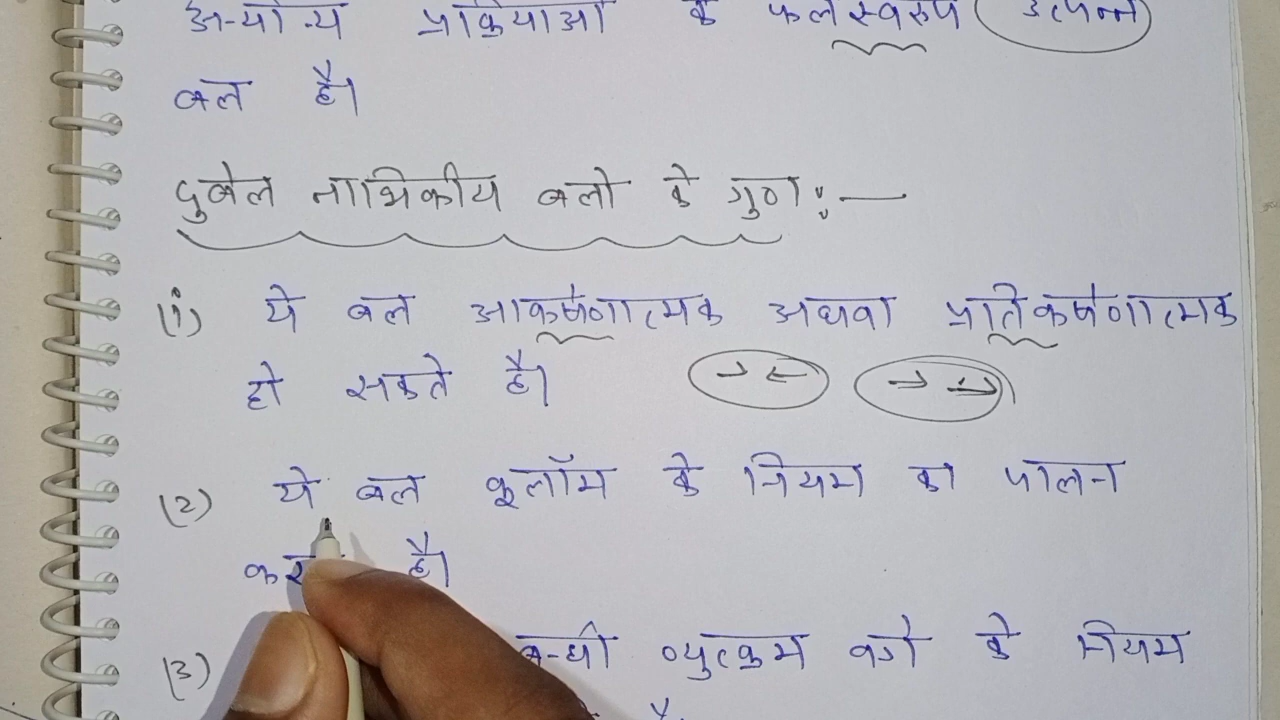 अन्योन्य प्रक्रियाओं के फलस्वरूप उत्पन्न
बल है।
दुर्बल नाभिकीय बलो के गुण :—
(1) ये बल आकर्षणात्मक अथवा प्रतिकर्षणात्मक
हो सकते है।
(2) ये बल कूलॉम के नियम का पालन
है।
(3) व्युत्क्रम वर्ग के नियम
है